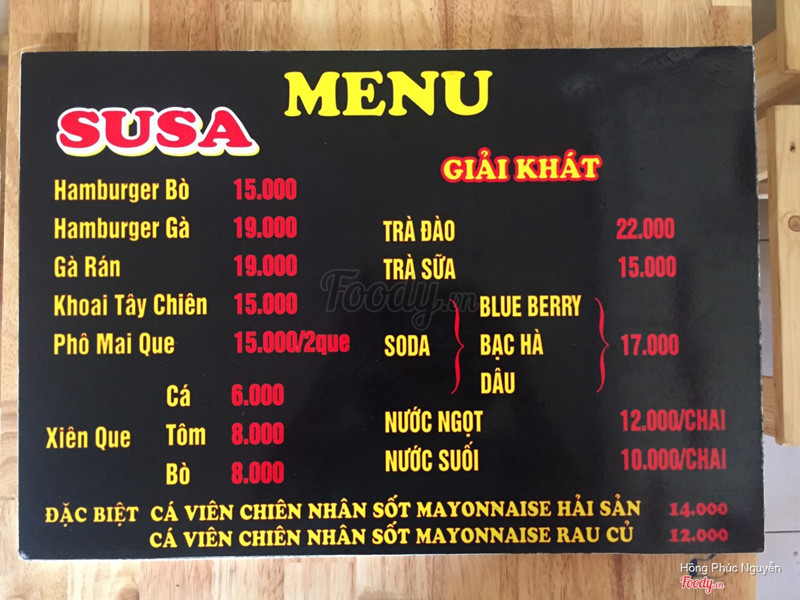 MENU
SUSA
Hamburger Bò 15.000
Hamburger Gà 19.000
Gà Rán 19.000
Khoai Tây Chiên 15.000
Phô Mai Que 15.000/2que
Xiên Que
Cá 6.000
Tôm 8.000
Bò 8.000
GIẢI KHÁT
TRÀ ĐÀO 22.000
TRÀ SỮA 15.000
SODA
BLUE BERRY
BẠC HÀ
DÂU
17.000
NƯỚC NGỌT 12.000/CHAI
NƯỚC SUỐI 10.000/CHAI
ĐẶC BIỆT CÁ VIÊN CHIÊN NHÂN SỐT MAYONNAISE HẢI SẢN 14.000
CÁ VIÊN CHIÊN NHÂN SỐT MAYONNAISE RAU CỦ 12.000
Foody.vn
Hồng Phúc Nguyễn
Foody.vn